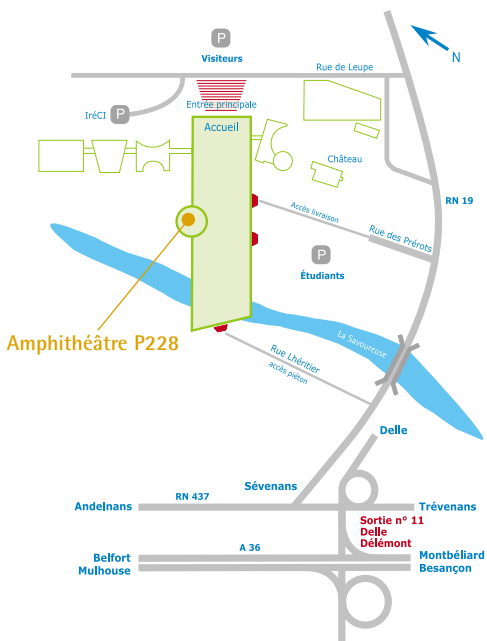 P
Visiteurs
N
Rue de Leupe
IréCI P
Entrée principale
Accueil
Château
RN 19
Accès livraison
Rue des Prérots
P
Étudiants
La Savoureuse
Amphithéâtre P228
Rue Lhéritier
accès piéton
Delle
Sévenans
Andelnans
RN 437
Trévenans
Sortie n° 11
Delle
Délémont
A 36
Belfort
Mulhouse
Montbéliard
Besançon